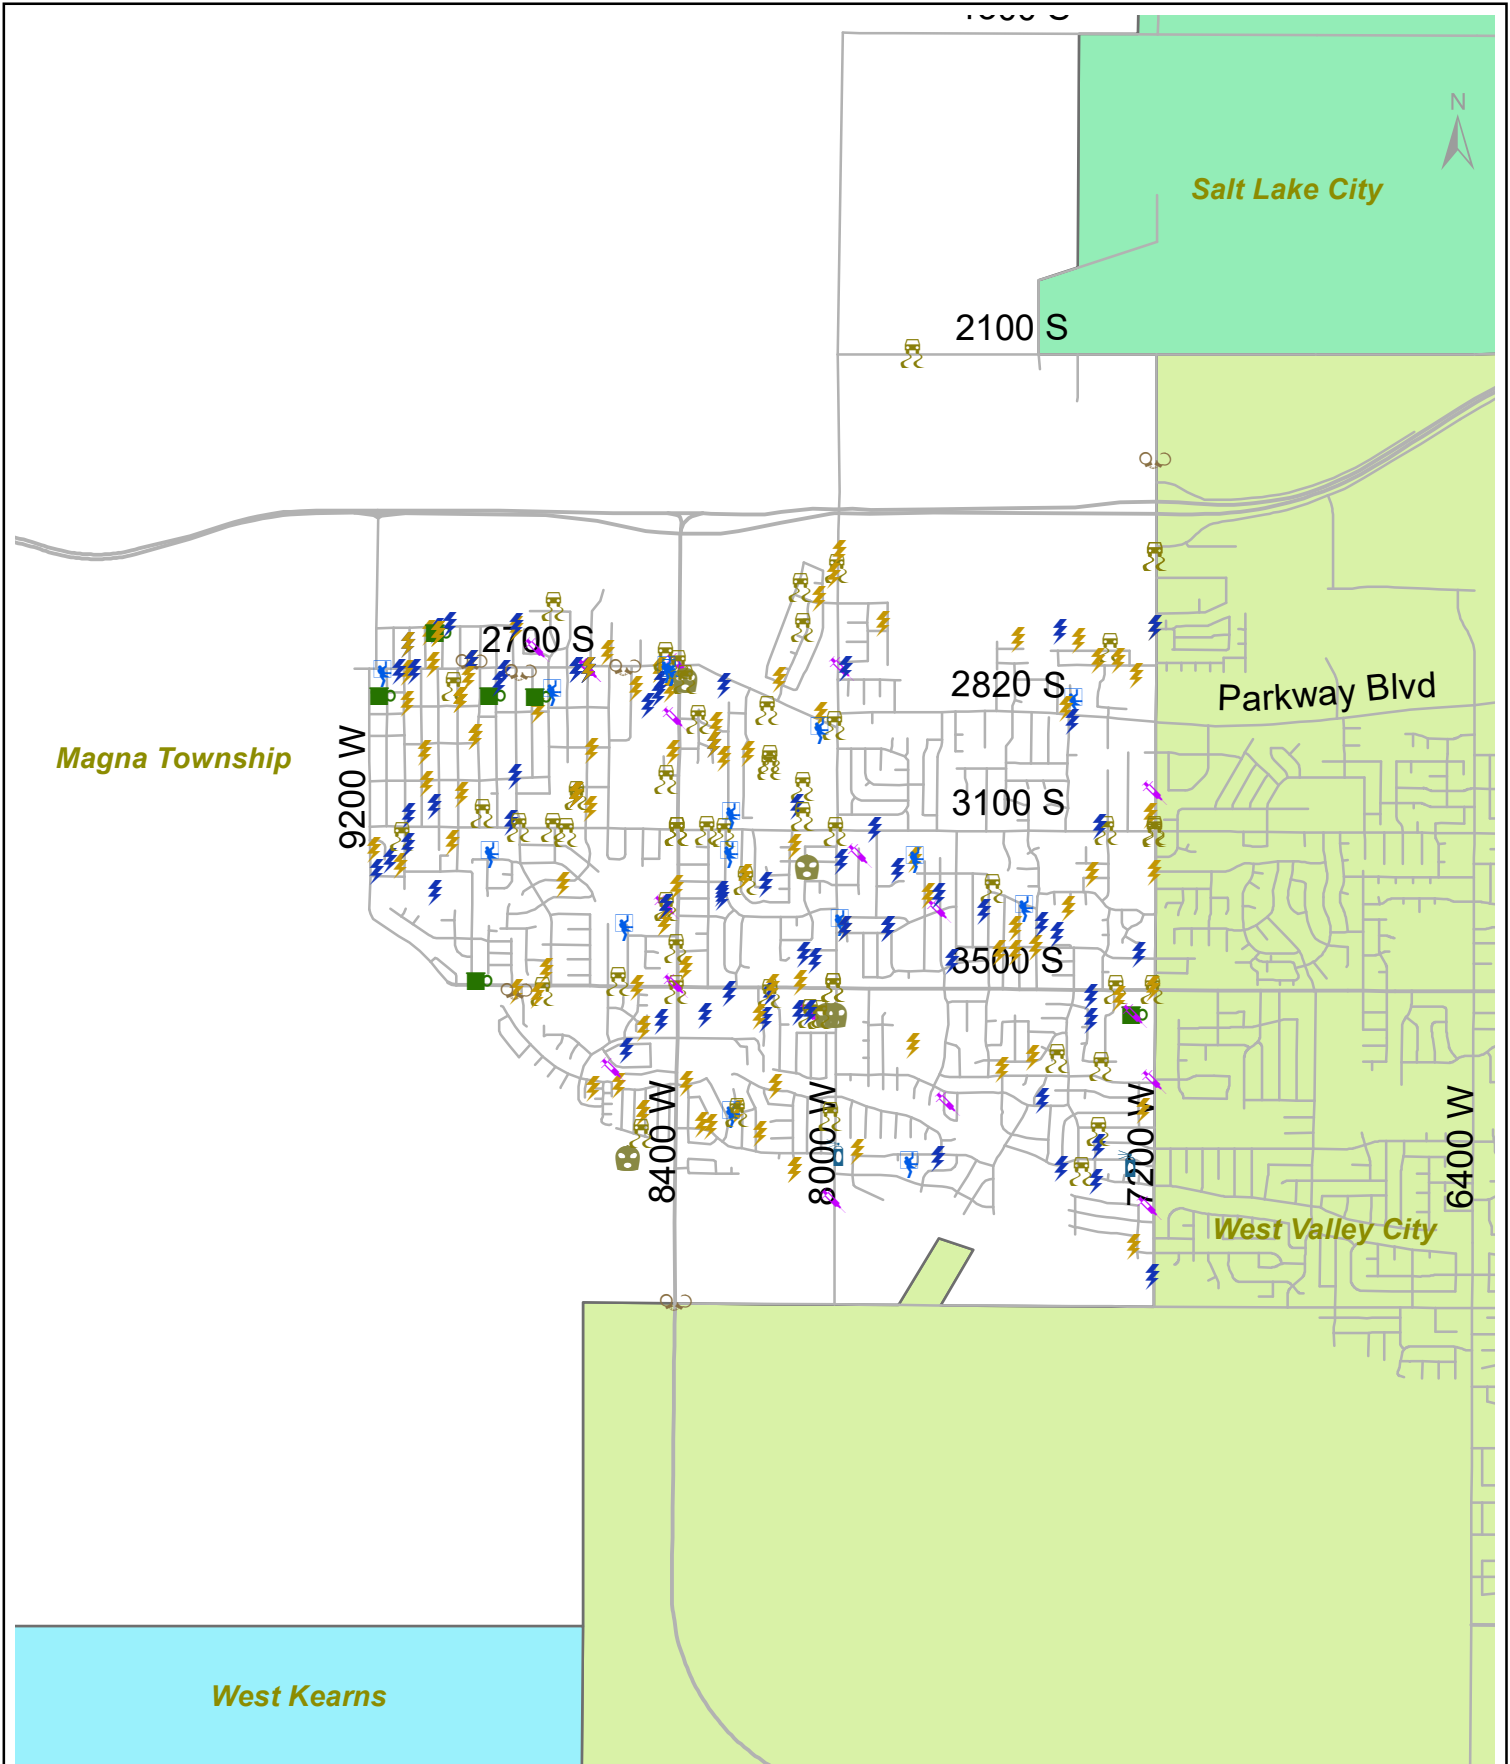 N
Salt Lake City
2100 S
2700 S
2820 S
Parkway Blvd
Magna Township
9200 W
3100 S
3500 S
8400 W
8000 W
7200 W
6400 W
West Valley City
West Kearns